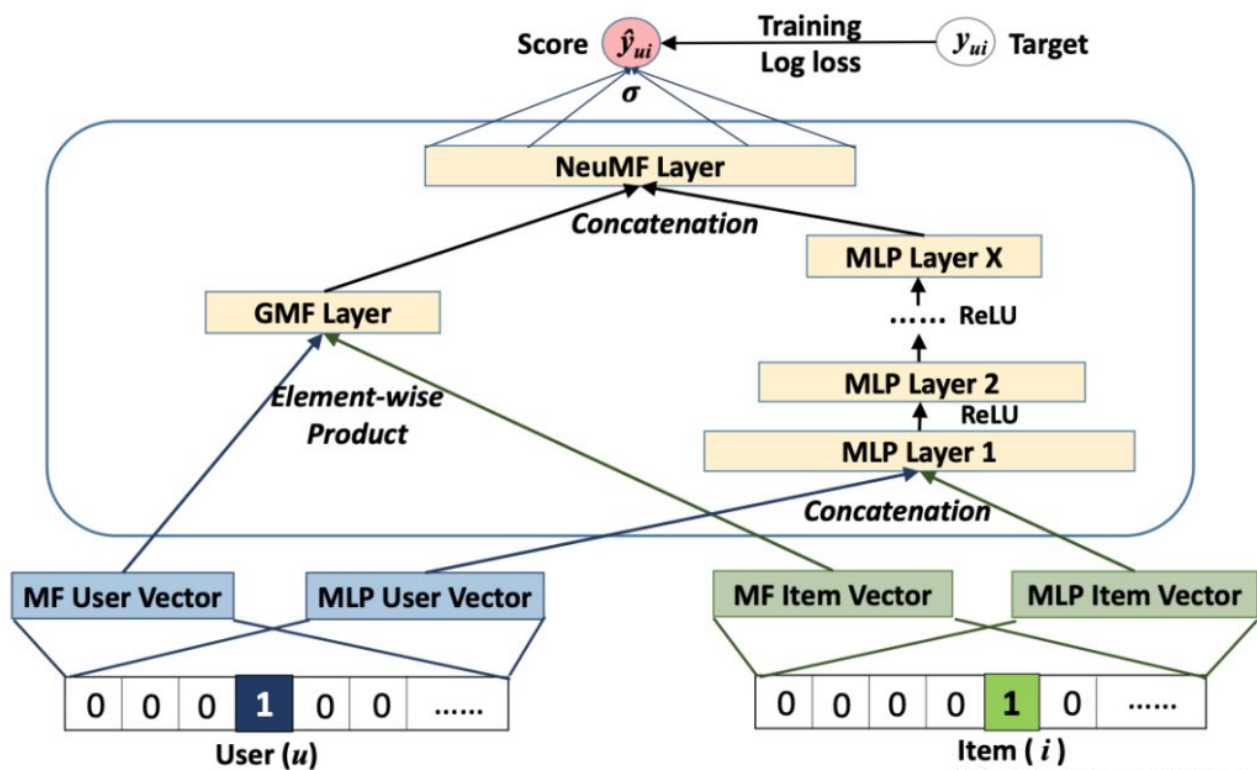 Score
ŷui
Training
Log loss
yui
Target
σ
NeuMF Layer
Concatenation
MLP Layer X
GMF Layer
...... ReLU
Element-wise
Product
MLP Layer 2
ReLU
MLP Layer 1
Concatenation
MF User Vector
MLP User Vector
MF Item Vector
MLP Item Vector
0 0 0 1 0 0 ......
0 0 0 0 1 0 ......
User (u)
Item ( i )